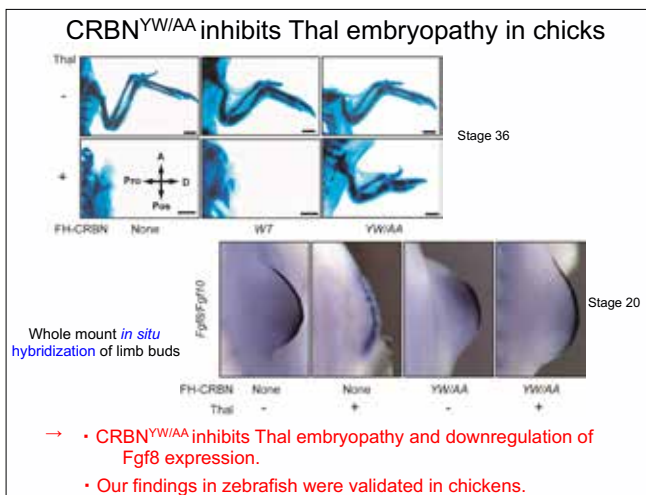 CRBNYW/AA inhibits Thal embryopathy in chicks
Thal
-
Stage 36
+
A
Pro D
Pos
FH-CRBN None WT YW/AA
Fgf8/Fgf10
Stage 20
Whole mount in situ
hybridization of limb buds
FH-CRBN None None YW/AA YW/AA
Thal - + - +
→ ・CRBNYW/AA inhibits Thal embryopathy and downregulation of
Fgf8 expression.
・Our findings in zebrafish were validated in chickens.